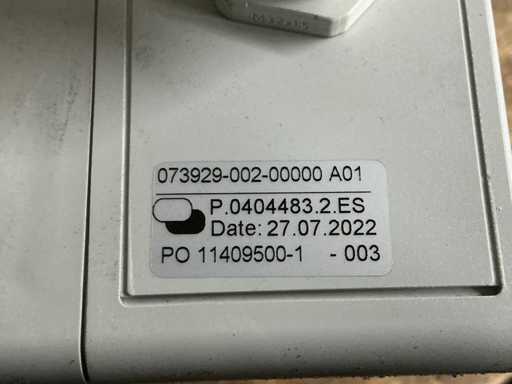 073929-002-00000 A01
P.0404483.2.ES
Date: 27.07.2022
PO 11409500-1 - 003